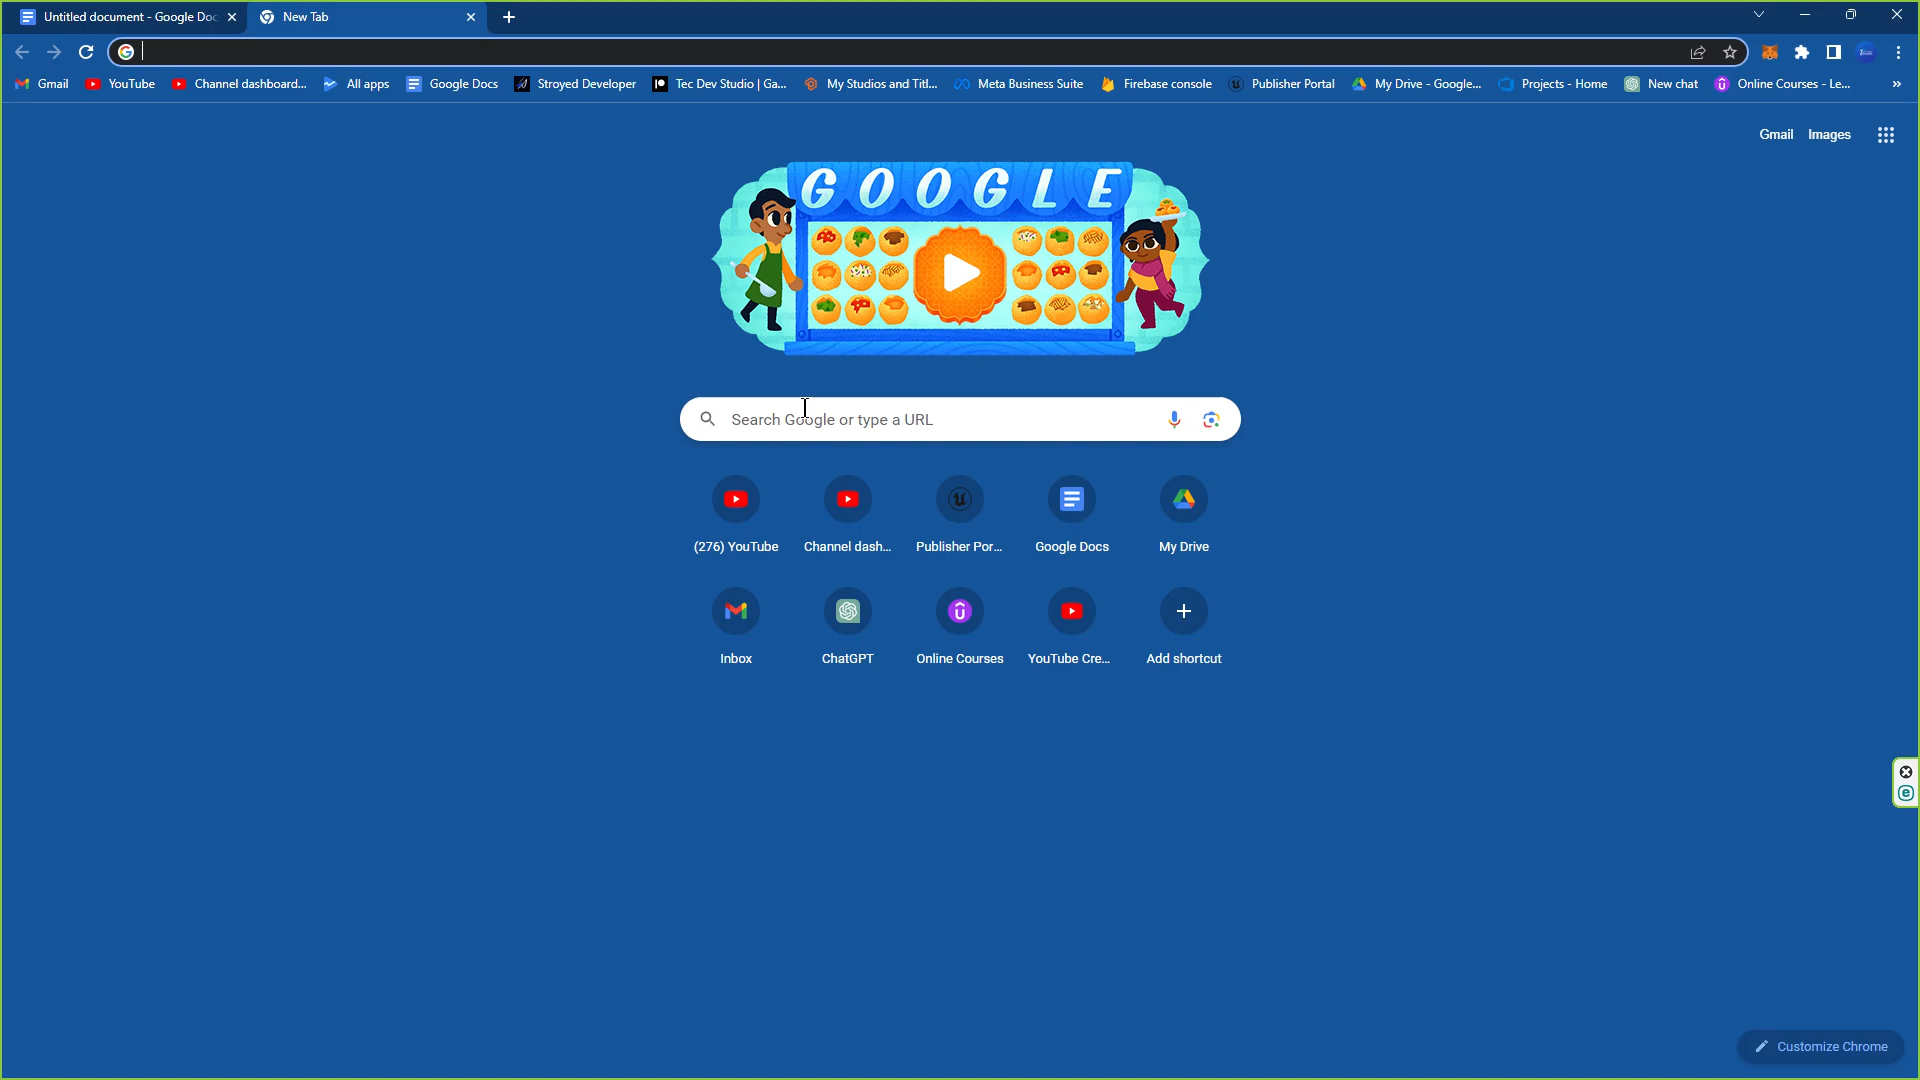 Untitled document - Google Doc
New Tab
Gmail YouTube Channel dashboard... All apps Google Docs Stroyed Developer Tec Dev Studio | Ga... My Studios and Titl... Meta Business Suite Firebase console Publisher Portal My Drive - Google... Projects - Home New chat Online Courses - Le... »
Gmail Images
GOOGLE
Search Google or type a URL
(276) YouTube Channel dash... Publisher Por... Google Docs My Drive
Inbox ChatGPT Online Courses YouTube Cre... Add shortcut
Customize Chrome